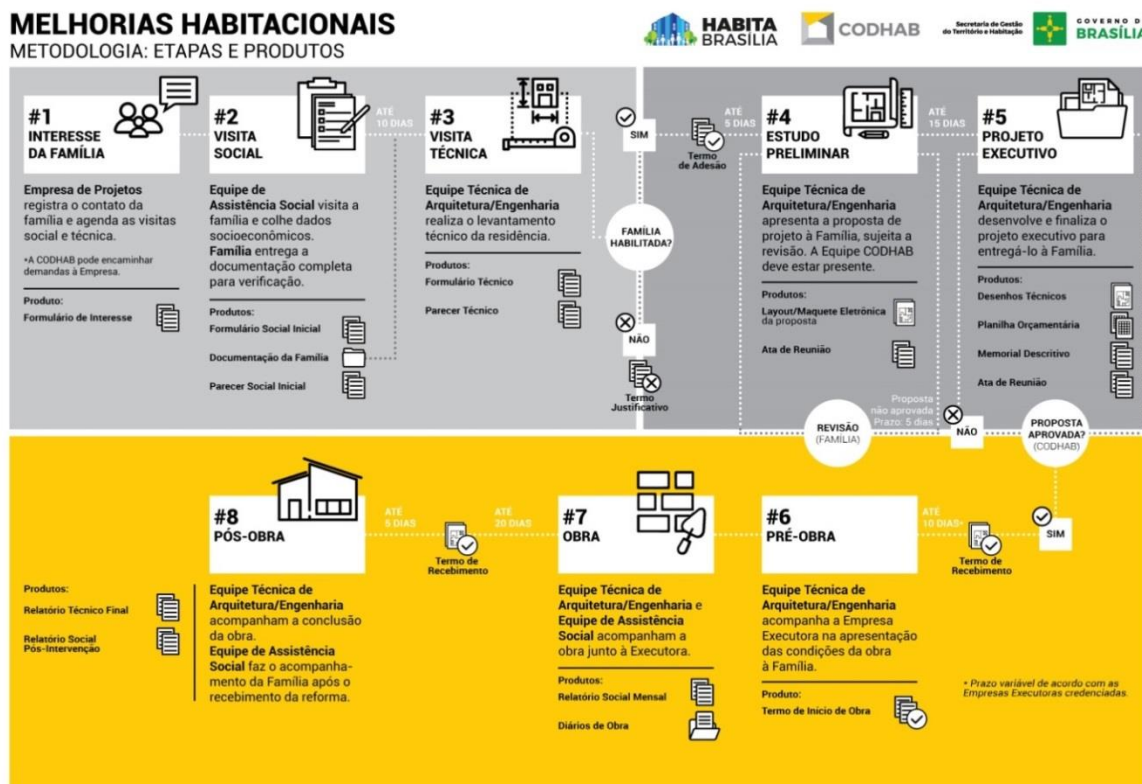 MELHORIAS HABITACIONAIS
METODOLOGIA: ETAPAS E PRODUTOS
HABITA
BRASÍLIA
CODHAB
Secretaria de Gestão
do Território e Habitação
GOVERNO DE
BRASÍLIA
#1
INTERESSE
DA FAMÍLIA
Empresa de Projetos
registra o contato da
família e agenda as visitas
social e técnica.
*A CODHAB pode encaminhar
demandas à Empresa.
Produto:
Formulário de Interesse
#2
VISITA
SOCIAL
Equipe de
Assistência Social visita a
família e colhe dados
socioeconômicos.
Família entrega a
documentação completa
para verificação.
Produtos:
Formulário Social Inicial
Documentação da Família
Parecer Social Inicial
ATÉ
10 DIAS
#3
VISITA
TÉCNICA
Equipe Técnica de
Arquitetura/Engenharia
realiza o levantamento
técnico da residência.
Produtos:
Formulário Técnico
Parecer Técnico
FAMÍLIA
HABILITADA?
SIM
NÃO
Termo
Justificativo
Termo
de Adesão
ATÉ
5 DIAS
#4
ESTUDO
PRELIMINAR
Equipe Técnica de
Arquitetura/Engenharia
apresenta a proposta de
projeto à Família, sujeita a
revisão. A Equipe CODHAB
deve estar presente.
Produtos:
Layout/Maquete Eletrônica
da proposta
Ata de Reunião
ATÉ
15 DIAS
#5
PROJETO
EXECUTIVO
Equipe Técnica de
Arquitetura/Engenharia
desenvolve e finaliza o
projeto executivo para
entregá-lo à Família.
Produtos:
Desenhos Técnicos
Planilha Orçamentária
Memorial Descritivo
Ata de Reunião
PROPOSTA
APROVADA?
(CODHAB)
NÃO
Proposta
não aprovada
Prazo: 5 dias
REVISÃO
(FAMÍLIA)
SIM
Termo de
Recebimento
ATÉ
10 DIAS*
#6
PRÉ-OBRA
Equipe Técnica de
Arquitetura/Engenharia
acompanha a Empresa
Executora na apresentação
das condições da obra
à Família.
Produto:
Termo de Início de Obra
* Prazo variável de acordo com as
Empresas Executoras credenciadas.
#7
OBRA
Equipe Técnica de
Arquitetura/Engenharia e
Equipe de Assistência
Social acompanham a
obra junto à Executora.
Produtos:
Relatório Social Mensal
Diários de Obra
ATÉ
20 DIAS
Termo de
Recebimento
ATÉ
5 DIAS
#8
PÓS-OBRA
Equipe Técnica de
Arquitetura/Engenharia
acompanham a conclusão
da obra.
Equipe de Assistência
Social faz o acompanha-
mento da Família após o
recebimento da reforma.
Produtos:
Relatório Técnico Final
Relatório Social
Pós-Intervenção